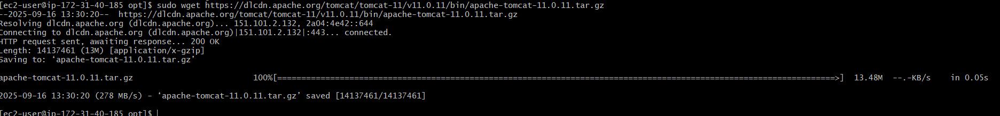 [ec2-user@ip-172-31-40-185 opt]$ sudo wget https://dlcdn.apache.org/tomcat/tomcat-11/v11.0.11/bin/apache-tomcat-11.0.11.tar.gz
--2025-09-16 13:30:20--  https://dlcdn.apache.org/tomcat/tomcat-11/v11.0.11/bin/apache-tomcat-11.0.11.tar.gz
Resolving dlcdn.apache.org (dlcdn.apache.org)... 151.101.2.132, 2a04:4e42::644
Connecting to dlcdn.apache.org (dlcdn.apache.org)|151.101.2.132|:443... connected.
HTTP request sent, awaiting response... 200 OK
Length: 14137461 (13M) [application/x-gzip]
Saving to: ‘apache-tomcat-11.0.11.tar.gz’
apache-tomcat-11.0.11.tar.gz 100%[=====================================================================================================================>] 13.48M --.-KB/s in 0.05s
2025-09-16 13:30:20 (278 MB/s) - ‘apache-tomcat-11.0.11.tar.gz’ saved [14137461/14137461]
[ec2-user@ip-172-31-40-185 opt]$